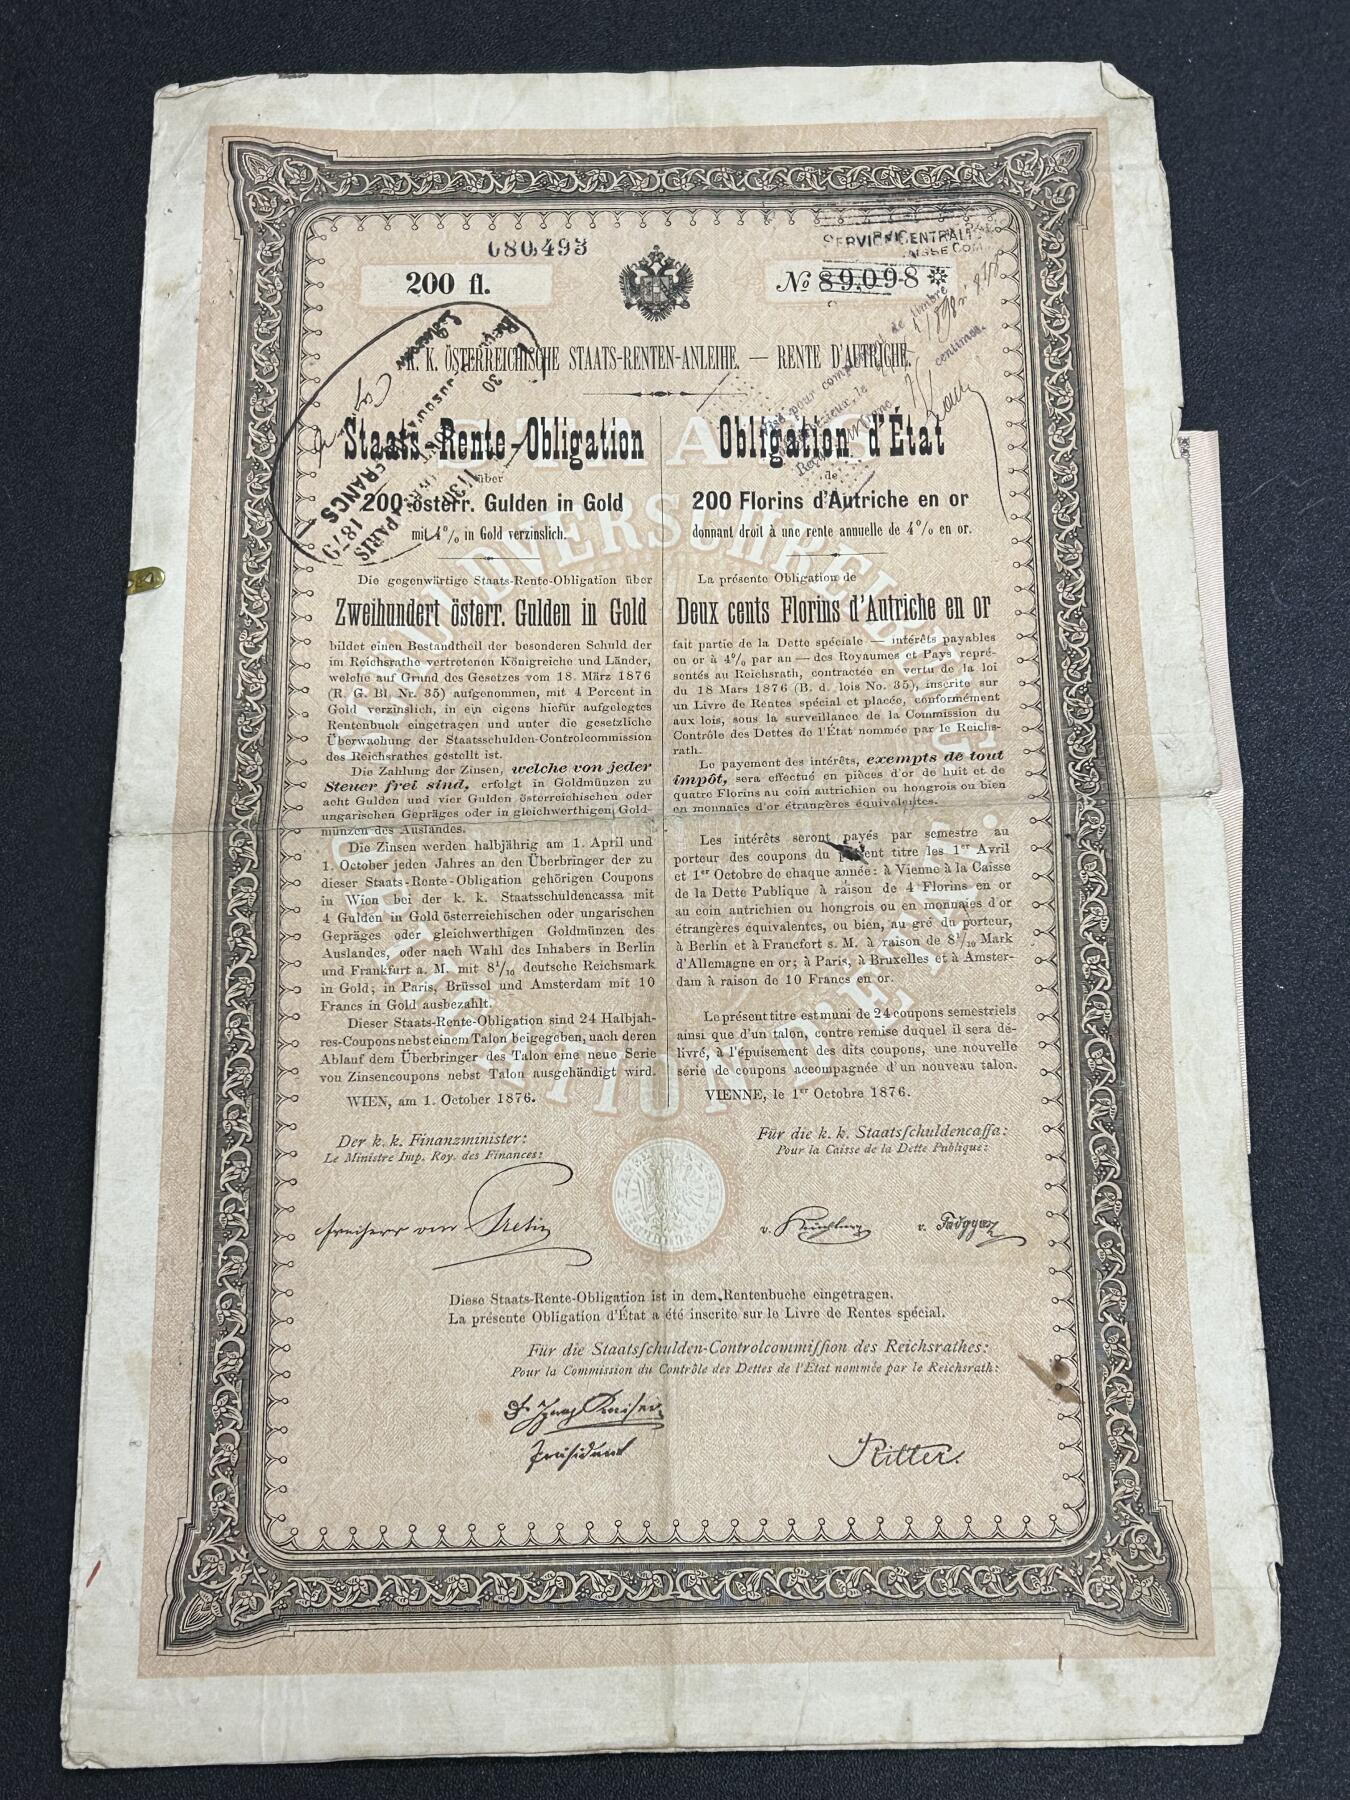 080,493
200 fl.
SERVICE CENTRAL
No 89.098
K. K. ÖSTERREICHISCHE STAATS-RENTEN-ANLEIHE. — RENTE D'AUTRICHE.
30
PARIS
1879
FRANCS
pour complément de timbre
centimes.
Staats-Rente-Obligation
über
200 österr. Gulden in Gold
mit 4% in Gold verzinslich.
Die gegenwärtige Staats-Rente-Obligation über
Zweihundert österr. Gulden in Gold
bildet einen Bestandtheil der besonderen Schuld der
im Reichsrathe vertretenen Königreiche und Länder,
welche auf Grund des Gesetzes vom 18. März 1876
(R. G. Bl. Nr. 35) aufgenommen, mit 4 Percent in
Gold verzinslich, in ein eigens hiefür aufgelegtes
Rentenbuch eingetragen und unter die gesetzliche
Überwachung der Staatsschulden-Controlcommission
des Reichsrathes gestellt ist.
Die Zahlung der Zinsen, welche von jeder
Steuer frei sind, erfolgt in Goldmünzen zu
acht Gulden und vier Gulden österreichischen oder
ungarischen Gepräges oder in gleichwerthigen Gold-
münzen des Auslandes.
Die Zinsen werden halbjährig am 1. April und
1. October jeden Jahres an den Überbringer der zu
dieser Staats-Rente-Obligation gehörigen Coupons
in Wien bei der k. k. Staatsschuldencassa mit
4 Gulden in Gold österreichischen oder ungarischen
Gepräges oder gleichwerthigen Goldmünzen des
Auslandes, oder nach Wahl des Inhabers in Berlin
und Frankfurt a. M. mit 8 1/10 deutsche Reichsmark
in Gold; in Paris, Brüssel und Amsterdam mit 10
Francs in Gold ausbezahlt.
Dieser Staats-Rente-Obligation sind 24 Halbjah-
res-Coupons nebst einem Talon beigegeben, nach deren
Ablauf dem Überbringer des Talon eine neue Serie
von Zinsencoupons nebst Talon ausgehändigt wird.
WIEN, am 1. October 1876.
Obligation d'État
de
200 Florins d'Autriche en or
donnant droit à une rente annuelle de 4% en or.
La présente Obligation de
Deux cents Florins d'Autriche en or
fait partie de la Dette spéciale — intérêts payables
en or à 4% par an — des Royaumes et Pays repré-
sentés au Reichsrath, contractée en vertu de la loi
du 18 Mars 1876 (B. d. lois No. 35), inscrite sur
un Livre de Rentes spécial et placée, conformément
aux lois, sous la surveillance de la Commission du
Contrôle des Dettes de l'État nommée par le Reichs-
rath.
Le payement des intérêts, exempts de tout
impôt, sera effectué en pièces d'or de huit et de
quatre Florins au coin autrichien ou hongrois ou bien
en monnaies d'or étrangères équivalentes.
Les intérêts seront payés par semestre au
porteur des coupons du présent titre les 1er Avril
et 1er Octobre de chaque année: à Vienne à la Caisse
de la Dette Publique à raison de 4 Florins en or
au coin autrichien ou hongrois ou en monnaies d'or
étrangères équivalentes, ou bien, au gré du porteur,
à Berlin et à Francfort s. M. à raison de 8 1/10 Mark
d'Allemagne en or; à Paris, à Bruxelles et à Amster-
dam à raison de 10 Francs en or.
Le présent titre est muni de 24 coupons semestriels
ainsi que d'un talon, contre remise duquel il sera dé-
livré, à l'épuisement des dits coupons, une nouvelle
série de coupons accompagnée d'un nouveau talon.
VIENNE, le 1er Octobre 1876.
Der k. k. Finanzminister:
Le Ministre Imp. Roy. des Finances:
Freiherr von Pretis
Für die k. k. Staatsschuldencassa:
Pour la Caisse de la Dette Publique:
Diese Staats-Rente-Obligation ist in dem Rentenbuche eingetragen.
La présente Obligation d'État a été inscrite sur le Livre de Rentes spécial.
Für die Staatsschulden-Controlcommission des Reichsrathes:
Pour la Commission du Contrôle des Dettes de l'État nommée par le Reichsrath:
Präsident
Ritter.